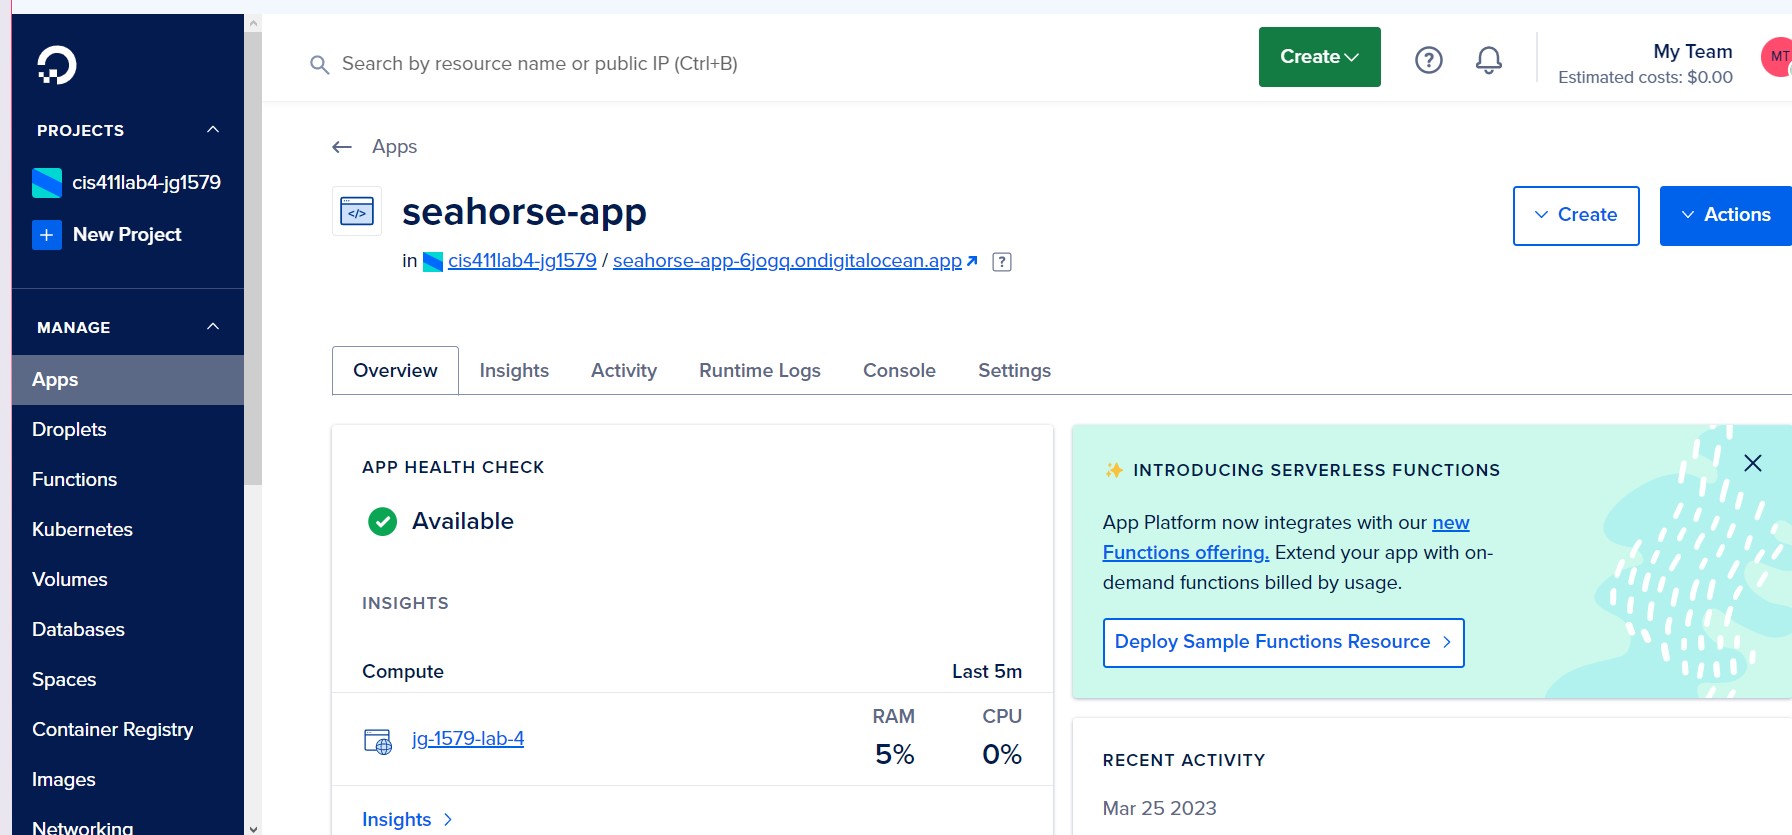 Search by resource name or public IP (Ctrl+B)
Create
?
My Team
Estimated costs: $0.00
MT
PROJECTS
cis411lab4-jg1579
+ New Project
MANAGE
Apps
Droplets
Functions
Kubernetes
Volumes
Databases
Spaces
Container Registry
Images
Networking
← Apps
</>
seahorse-app
in cis411lab4-jg1579 / seahorse-app-6jogq.ondigitalocean.app ?
Create
Actions
Overview Insights Activity Runtime Logs Console Settings
APP HEALTH CHECK
Available
INSIGHTS
Compute Last 5m
RAM CPU
jg-1579-lab-4 5% 0%
Insights >
✨ INTRODUCING SERVERLESS FUNCTIONS
App Platform now integrates with our new
Functions offering. Extend your app with on-
demand functions billed by usage.
Deploy Sample Functions Resource >
RECENT ACTIVITY
Mar 25 2023